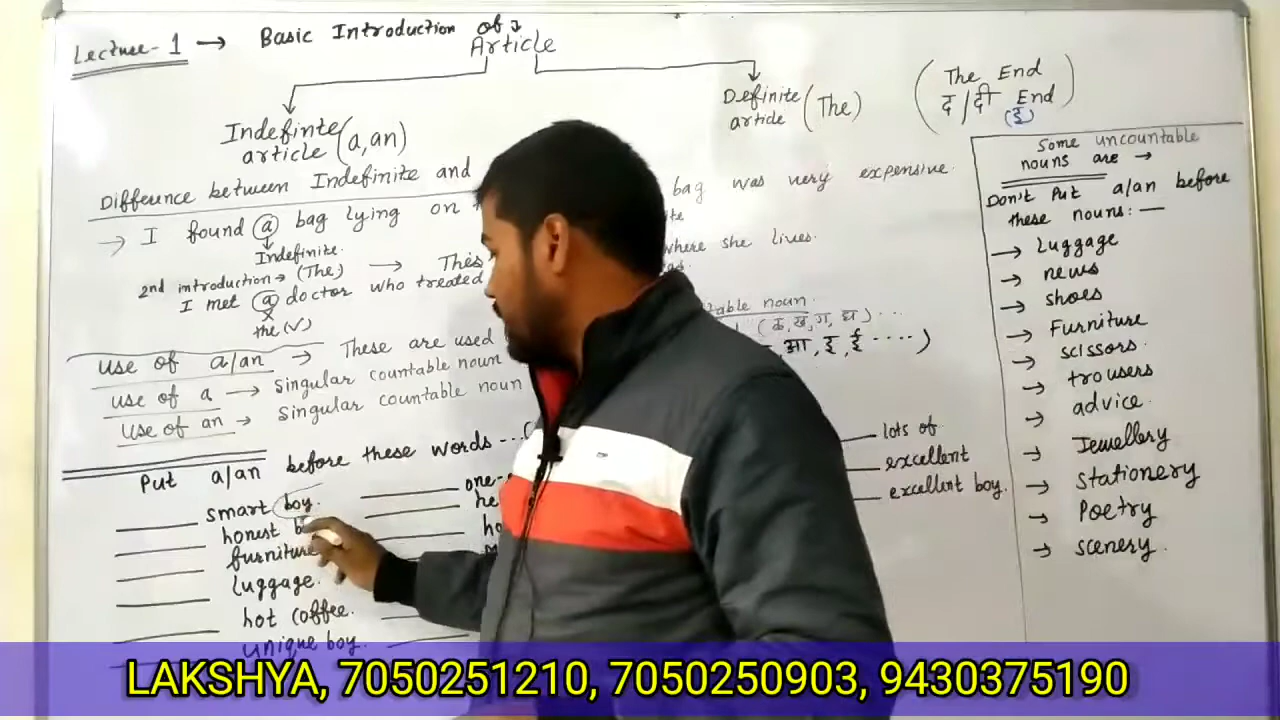 Lecture-1 → Basic Introduction of
Article
Indefinte article (a, an)
Definite article (The)
(The End
द/दी End)
(ई)
Difference between Indefinite and
→ I found (a) bag lying on
bag was very expensive.
Indefinite.
2nd introduction → (The) → This
I met (a) doctor who treated
where she lives.
the (✓)
use of a/an → These are used
use of a → singular countable noun
(क, ख, ग, घ) ...
use of an → singular countable noun
आ, इ, ई ....)
Put a/an before these words ...(
smart boy.
honest b
furniture
luggage.
hot coffee.
unique boy.
one-
he
ho
lots of
excellent
excellent boy.
Some uncountable
nouns are →
Don't Put a/an before
these nouns: —
→ Luggage
→ news
→ shoes
→ Furniture
→ scissors.
→ trousers
→ advice.
→ Jewellery
→ stationery
→ Poetry
→ scenery.
LAKSHYA, 7050251210, 7050250903, 9430375190